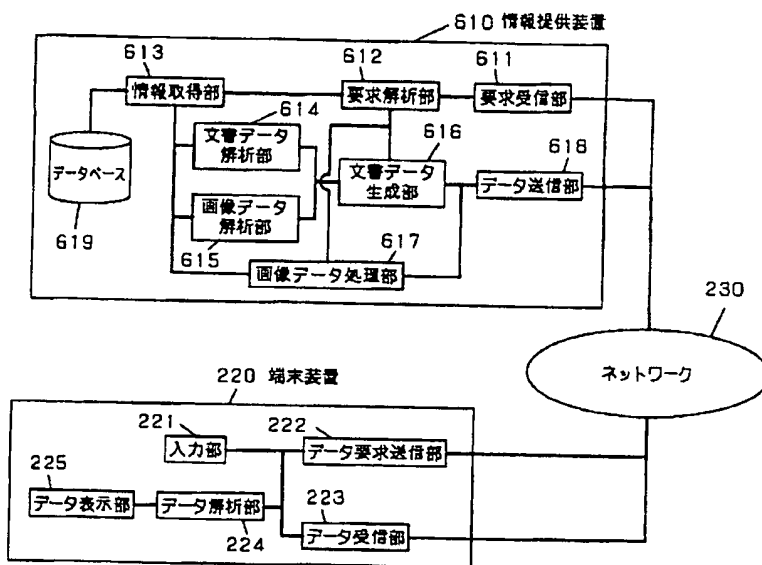 610 情報提供装置
613
612
611
情報取得部
要求解析部
要求受信部
614
616
618
文書データ
解析部
文書データ
生成部
データ送信部
データベース
619
画像データ
解析部
615
617
画像データ処理部
230
ネットワーク
220 端末装置
221
222
入力部
データ要求送信部
225
データ表示部
データ解析部
224
223
データ受信部